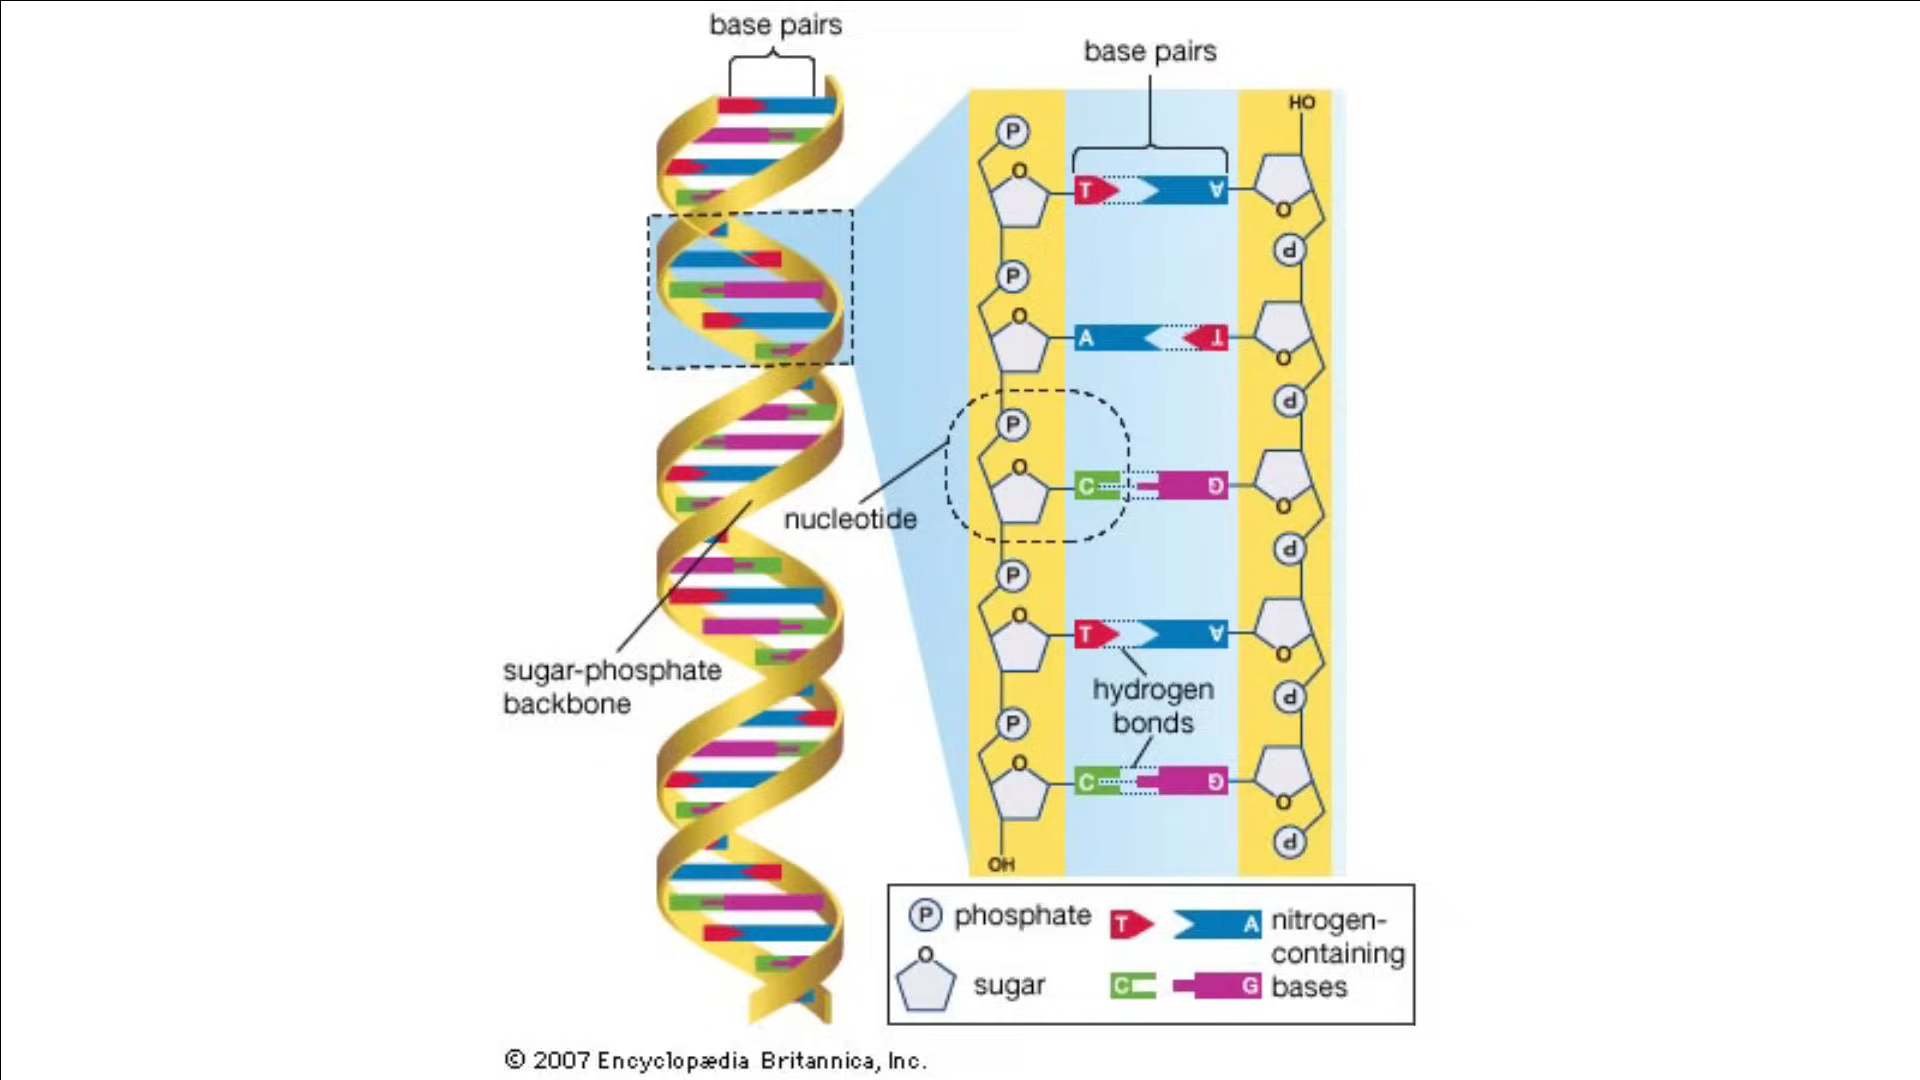 base pairs
base pairs
HO
P
O
T A
O
P
P
O
A T
O
P
P
O
C G
O
P
nucleotide
P
O
T A
O
P
sugar-phosphate
backbone
hydrogen
bonds
P
O
C G
O
P
OH
P phosphate
T A nitrogen-
containing
O
sugar
C G bases
© 2007 Encyclopædia Britannica, Inc.